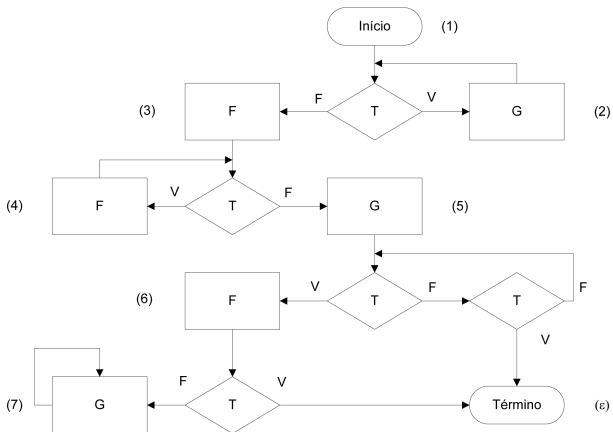 Início (1)
(3) F F T V G (2)
(4) F V T F G (5)
(6) F V T F T F
V
(7) G F T V Término (ε)